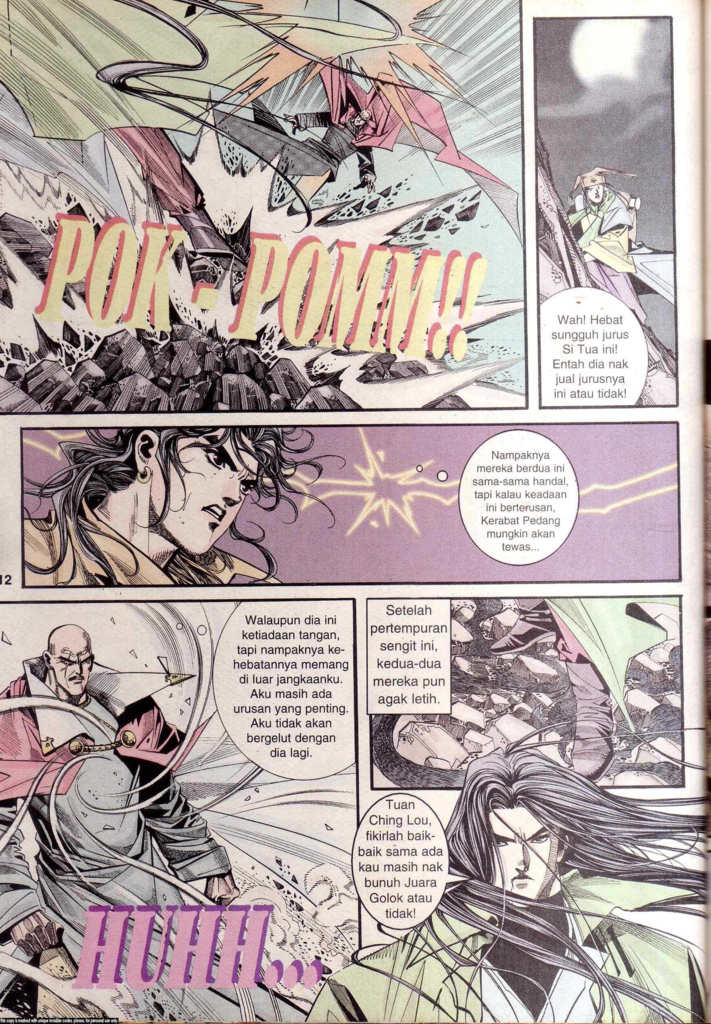 POK - POMM!!
Wah! Hebat
sungguh jurus
Si Tua ini!
Entah dia nak
jual jurusnya
ini atau tidak!
Nampaknya
mereka berdua ini
sama-sama handal,
tapi kalau keadaan
ini berterusan,
Kerabat Pedang
mungkin akan
tewas...
12
Walaupun dia ini
ketiadaan tangan,
tapi nampaknya ke-
hebatannya memang
di luar jangkaanku.
Aku masih ada
urusan yang penting.
Aku tidak akan
bergelut dengan
dia lagi.
Setelah
pertempuran
sengit ini,
kedua-dua
mereka pun
agak letih.
Tuan
Ching Lou,
fikirlah baik-
baik sama ada
kau masih nak
bunuh Juara
Golok atau
tidak!
HUHH...